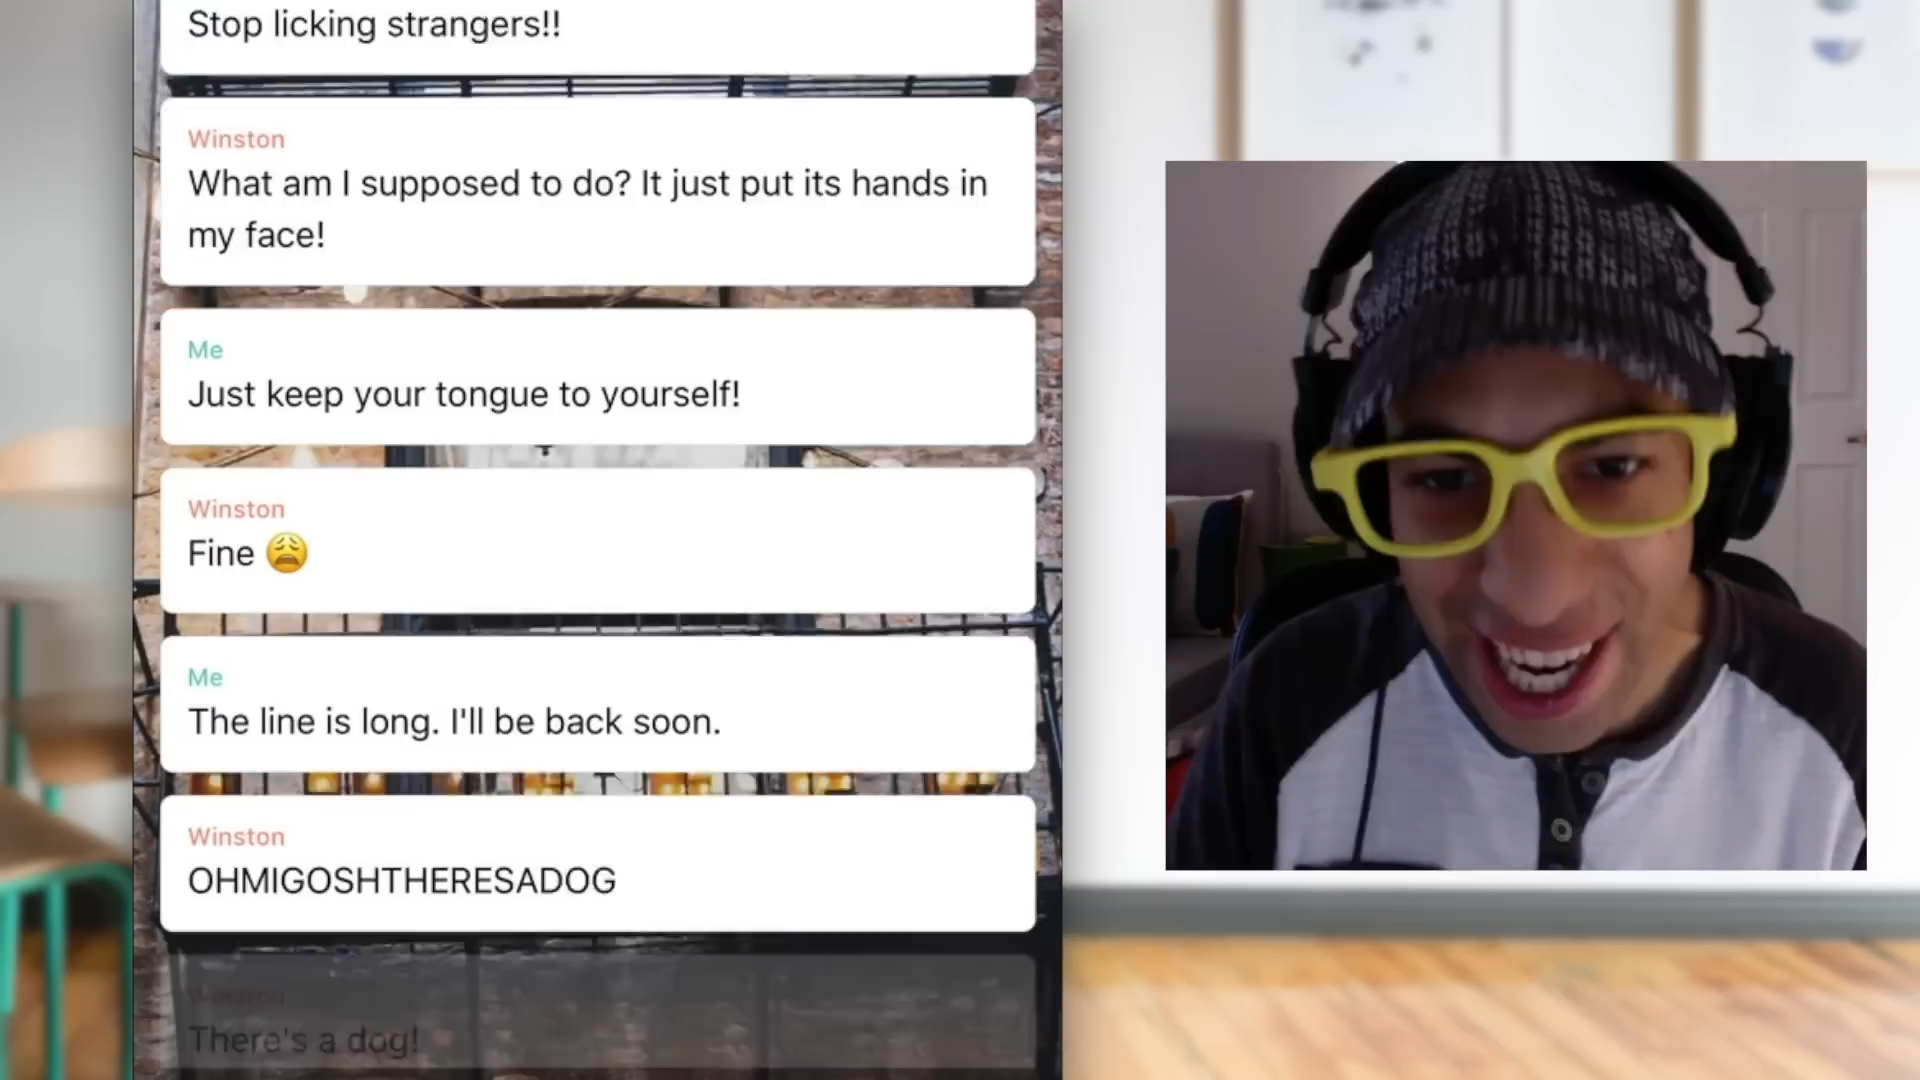 Stop licking strangers!!
Winston
What am I supposed to do? It just put its hands in
my face!
Me
Just keep your tongue to yourself!
Winston
Fine 😩
Me
The line is long. I'll be back soon.
Winston
OHMIGOSHTHERESADOG
Winston
There's a dog!